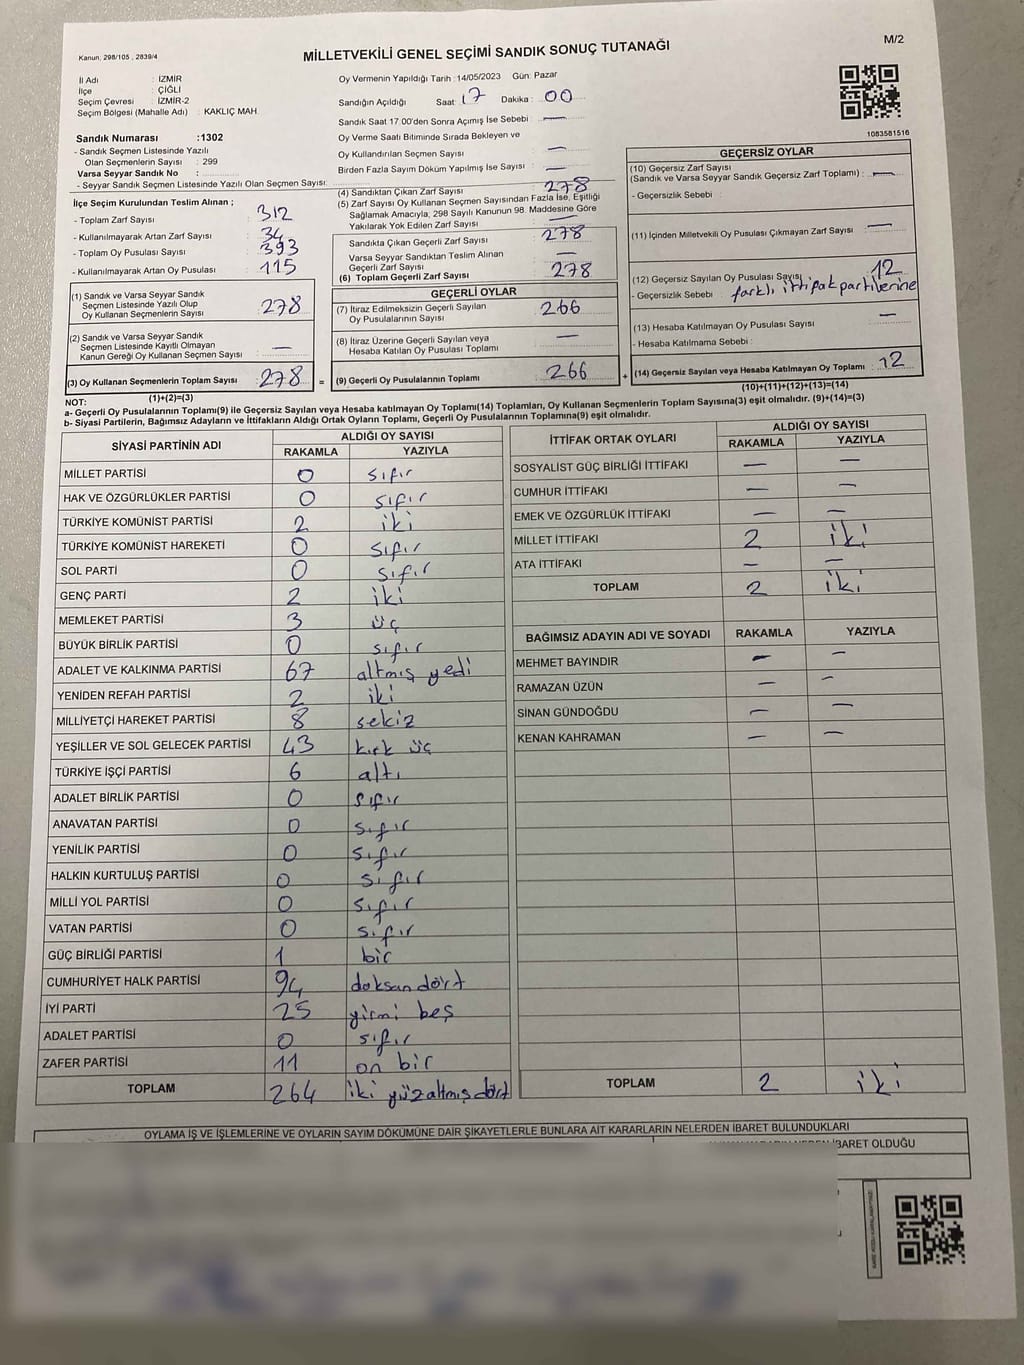 Kanun; 298/105 , 2839/4
MİLLETVEKİLİ GENEL SEÇİMİ SANDIK SONUÇ TUTANAĞI
M/2
İl Adı : İZMİR
İlçe : ÇİĞLİ
Seçim Çevresi : İZMİR-2
Seçim Bölgesi (Mahalle Adı) : KAKLIÇ MAH
Sandık Numarası :1302
- Sandık Seçmen Listesinde Yazılı
Olan Seçmenlerin Sayısı : 299
Varsa Seyyar Sandık No :
- Seyyar Sandık Seçmen Listesinde Yazılı Olan Seçmen Sayısı:
Oy Vermenin Yapıldığı Tarih :14/05/2023 Gün: Pazar
Sandığın Açıldığı Saat: 17 Dakika: 00
Sandık Saat 17.00'den Sonra Açımış İse Sebebi : —
Oy Verme Saati Bitiminde Sırada Bekleyen ve
Oy Kullandırılan Seçmen Sayısı : —
Birden Fazla Sayım Döküm Yapılmış İse Sayısı : —
1083581516
İlçe Seçim Kurulundan Teslim Alınan ;
- Toplam Zarf Sayısı : 312
- Kullanılmayarak Artan Zarf Sayısı : 34
- Toplam Oy Pusulası Sayısı : 393
- Kullanılmayarak Artan Oy Pusulası : 115
(4) Sandıktan Çıkan Zarf Sayısı : 278
(5) Zarf Sayısı Oy Kullanan Seçmen Sayısından Fazla İse, Eşitliği
Sağlamak Amacıyla; 298 Sayılı Kanunun 98. Maddesine Göre
Yakılarak Yok Edilen Zarf Sayısı : —
Sandıkta Çıkan Geçerli Zarf Sayısı : 278
Varsa Seyyar Sandıktan Teslim Alınan
Geçerli Zarf Sayısı : —
(6) Toplam Geçerli Zarf Sayısı : 278
GEÇERSİZ OYLAR
(10) Geçersiz Zarf Sayısı
(Sandık ve Varsa Seyyar Sandık Geçersiz Zarf Toplamı) : —
- Geçersizlik Sebebi :
(11) İçinden Milletvekili Oy Pusulası Çıkmayan Zarf Sayısı : —
(12) Geçersiz Sayılan Oy Pusulası Sayısı : 12
- Geçersizlik Sebebi : farklı ittifak partilerine
(13) Hesaba Katılmayan Oy Pusulası Sayısı : —
- Hesaba Katılmama Sebebi :
(14) Geçersiz Sayılan veya Hesaba Katılmayan Oy Toplamı : 12
(10)+(11)+(12)+(13)=(14)
(1) Sandık ve Varsa Seyyar Sandık
Seçmen Listesinde Yazılı Olup
Oy Kullanan Seçmenlerin Sayısı : 278
(2) Sandık ve Varsa Seyyar Sandık
Seçmen Listesinde Kayıtlı Olmayan
Kanun Gereği Oy Kullanan Seçmen Sayısı : —
(3) Oy Kullanan Seçmenlerin Toplam Sayısı : 278 =
(1)+(2)=(3)
GEÇERLİ OYLAR
(7) İtiraz Edilmeksizin Geçerli Sayılan
Oy Pusulalarının Sayısı : 266
(8) İtiraz Üzerine Geçerli Sayılan veya
Hesaba Katılan Oy Pusulası Toplamı : —
(9) Geçerli Oy Pusulalarının Toplamı : 266 +
NOT:
a- Geçerli Oy Pusulalarının Toplamı(9) ile Geçersiz Sayılan veya Hesaba katılmayan Oy Toplamı(14) Toplamları, Oy Kullanan Seçmenlerin Toplam Sayısına(3) eşit olmalıdır. (9)+(14)=(3)
b- Siyasi Partilerin, Bağımsız Adayların ve İttifakların Aldığı Ortak Oyların Toplamı, Geçerli Oy Pusulalarının Toplamına(9) eşit olmalıdır.
SİYASİ PARTİNİN ADI ALDIĞI OY SAYISI
RAKAMLA YAZIYLA
MİLLET PARTİSİ 0 sıfır
HAK VE ÖZGÜRLÜKLER PARTİSİ 0 sıfır
TÜRKİYE KOMÜNİST PARTİSİ 2 iki
TÜRKİYE KOMÜNİST HAREKETİ 0 sıfır
SOL PARTİ 0 sıfır
GENÇ PARTİ 2 iki
MEMLEKET PARTİSİ 3 üç
BÜYÜK BİRLİK PARTİSİ 0 sıfır
ADALET VE KALKINMA PARTİSİ 67 altmış yedi
YENİDEN REFAH PARTİSİ 2 iki
MİLLİYETÇİ HAREKET PARTİSİ 8 sekiz
YEŞİLLER VE SOL GELECEK PARTİSİ 43 kırk üç
TÜRKİYE İŞÇİ PARTİSİ 6 altı
ADALET BİRLİK PARTİSİ 0 sıfır
ANAVATAN PARTİSİ 0 sıfır
YENİLİK PARTİSİ 0 sıfır
HALKIN KURTULUŞ PARTİSİ 0 sıfır
MİLLİ YOL PARTİSİ 0 sıfır
VATAN PARTİSİ 0 sıfır
GÜÇ BİRLİĞİ PARTİSİ 1 bir
CUMHURİYET HALK PARTİSİ 94 doksan dört
İYİ PARTİ 25 yirmi beş
ADALET PARTİSİ 0 sıfır
ZAFER PARTİSİ 11 on bir
TOPLAM 264 iki yüz altmış dört
İTTİFAK ORTAK OYLARI ALDIĞI OY SAYISI
RAKAMLA YAZIYLA
SOSYALİST GÜÇ BİRLİĞİ İTTİFAKI — —
CUMHUR İTTİFAKI — —
EMEK VE ÖZGÜRLÜK İTTİFAKI — —
MİLLET İTTİFAKI 2 iki
ATA İTTİFAKI — —
TOPLAM 2 iki
BAĞIMSIZ ADAYIN ADI VE SOYADI RAKAMLA YAZIYLA
MEHMET BAYINDIR — —
RAMAZAN ÜZÜN — —
SİNAN GÜNDOĞDU — —
KENAN KAHRAMAN — —
TOPLAM 2 iki
OYLAMA İŞ VE İŞLEMLERİNE VE OYLARIN SAYIM DÖKÜMÜNE DAİR ŞİKAYETLERLE BUNLARA AİT KARARLARIN NELERDEN İBARET BULUNDUKLARI
İBARET OLDUĞU